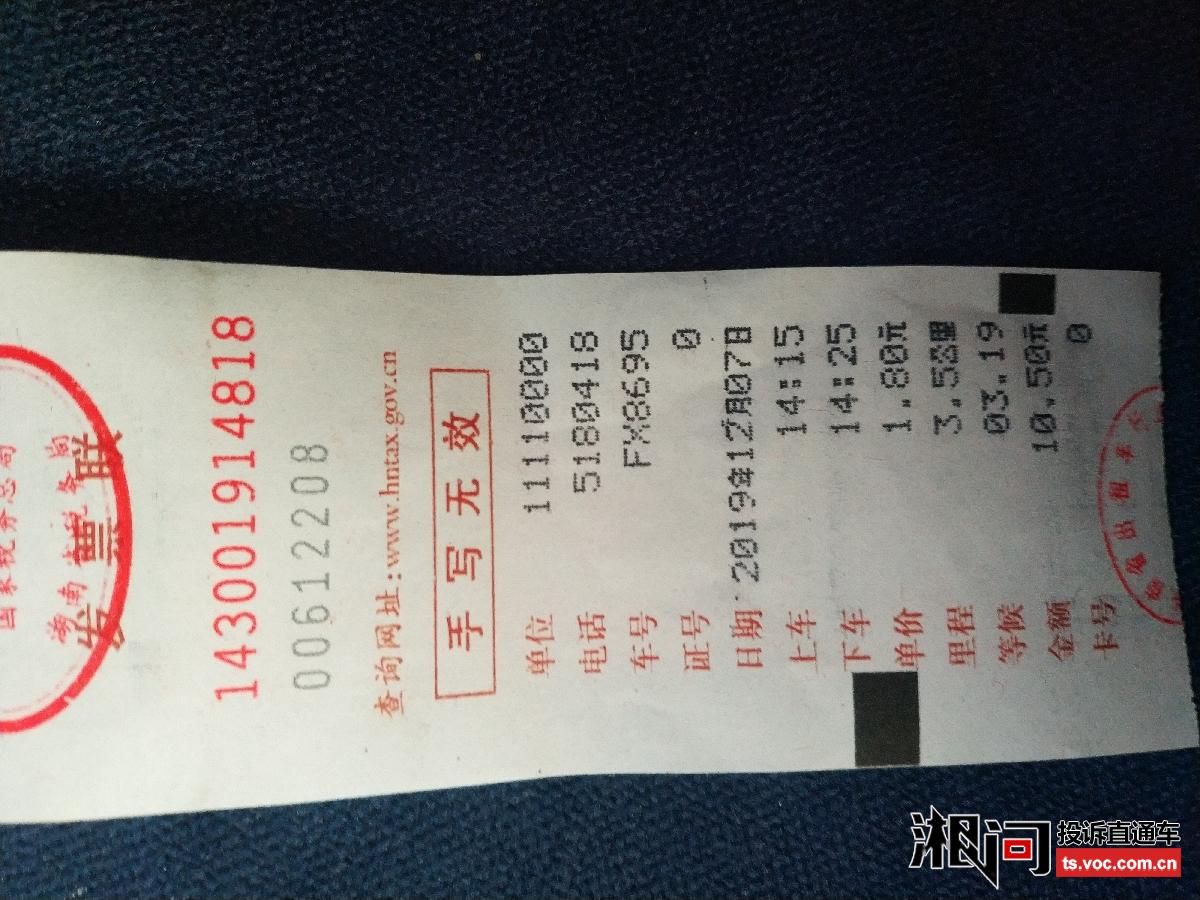 国家税务总局
发票联
湖南省税务局
143001914818
00612208
查询网址:www.hntax.gov.cn
手写无效
单位 11110000
电话 5180418
车号 FX8695
证号 0
日期 2019年12月07日
上车 14:15
下车 14:25
单价 1.80元
里程 3.58里
等候 03.19
金额 10.50元
卡号 0
湘问
投诉直通车
ts.voc.com.cn